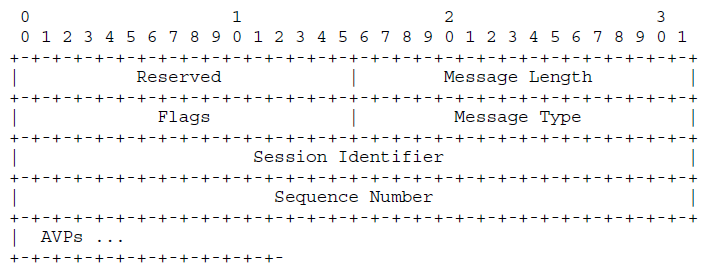 0                   1                   2                   3
 0 1 2 3 4 5 6 7 8 9 0 1 2 3 4 5 6 7 8 9 0 1 2 3 4 5 6 7 8 9 0 1
+-+-+-+-+-+-+-+-+-+-+-+-+-+-+-+-+-+-+-+-+-+-+-+-+-+-+-+-+-+-+-+-+
|           Reserved            |        Message Length         |
+-+-+-+-+-+-+-+-+-+-+-+-+-+-+-+-+-+-+-+-+-+-+-+-+-+-+-+-+-+-+-+-+
|             Flags             |         Message Type          |
+-+-+-+-+-+-+-+-+-+-+-+-+-+-+-+-+-+-+-+-+-+-+-+-+-+-+-+-+-+-+-+-+
|                      Session Identifier                       |
+-+-+-+-+-+-+-+-+-+-+-+-+-+-+-+-+-+-+-+-+-+-+-+-+-+-+-+-+-+-+-+-+
|                        Sequence Number                        |
+-+-+-+-+-+-+-+-+-+-+-+-+-+-+-+-+-+-+-+-+-+-+-+-+-+-+-+-+-+-+-+-+
|  AVPs ...
+-+-+-+-+-+-+-+-+-+-+-+-+-